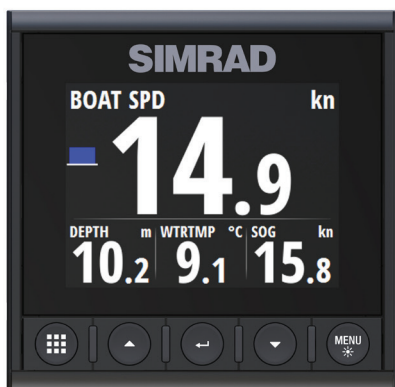 SIMRAD
BOAT SPD kn
14.9
DEPTH m WTRTMP °C SOG kn
10.2 9.1 15.8
MENU